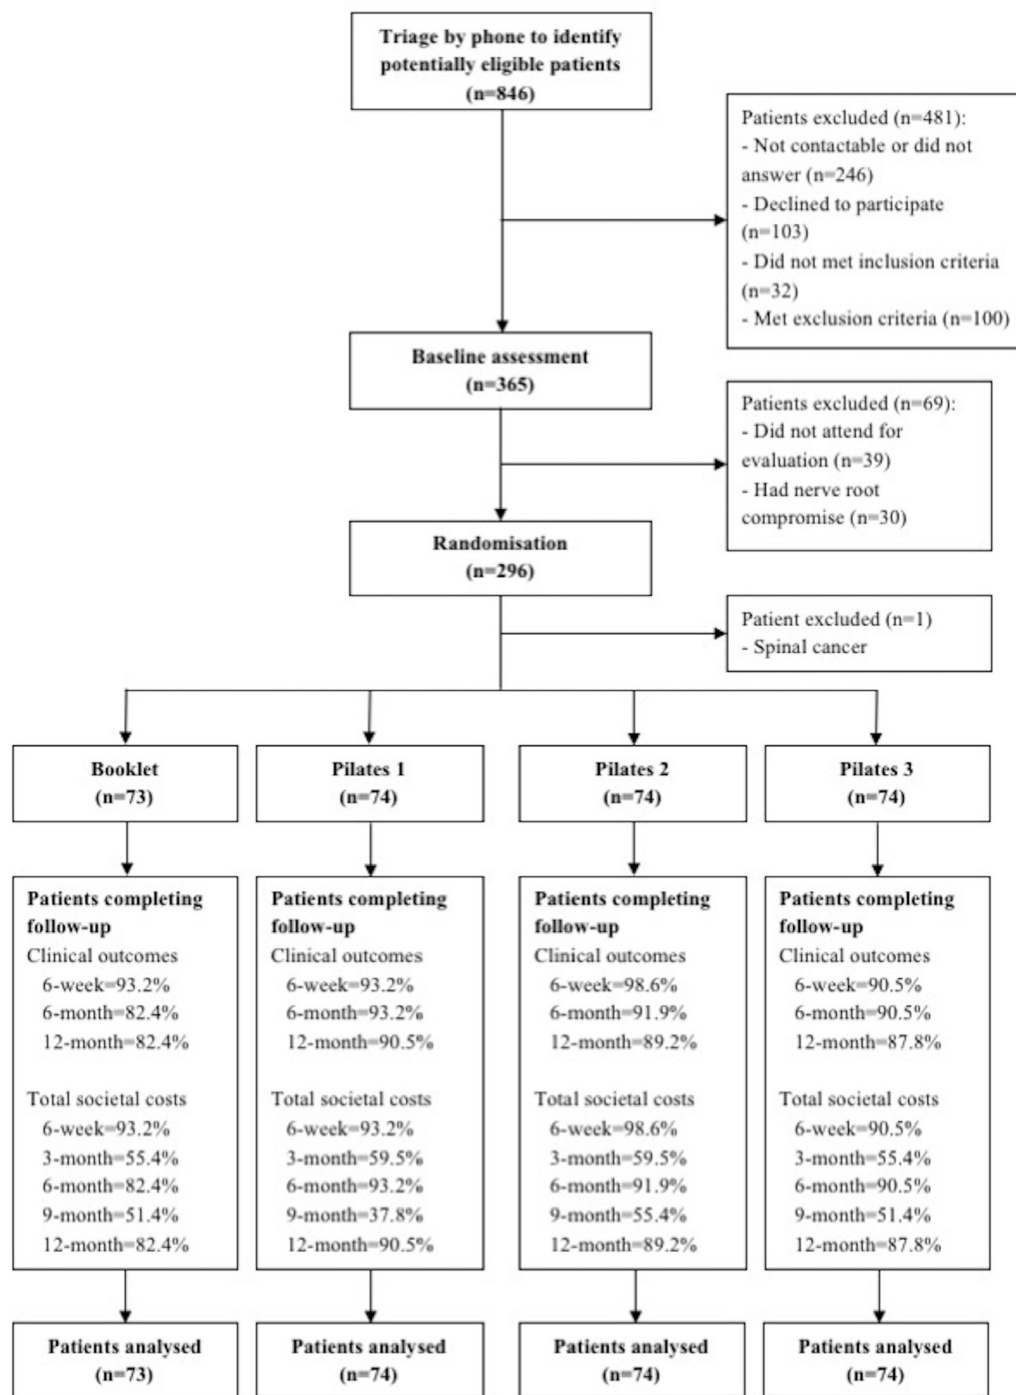 Triage by phone to identify
potentially eligible patients
(n=846)
Patients excluded (n=481):
- Not contactable or did not
answer (n=246)
- Declined to participate
(n=103)
- Did not met inclusion criteria
(n=32)
- Met exclusion criteria (n=100)
Baseline assessment
(n=365)
Patients excluded (n=69):
- Did not attend for
evaluation (n=39)
- Had nerve root
compromise (n=30)
Randomisation
(n=296)
Patient excluded (n=1)
- Spinal cancer
Booklet
(n=73)
Pilates 1
(n=74)
Pilates 2
(n=74)
Pilates 3
(n=74)
Patients completing
follow-up
Clinical outcomes
6-week=93.2%
6-month=82.4%
12-month=82.4%
Total societal costs
6-week=93.2%
3-month=55.4%
6-month=82.4%
9-month=51.4%
12-month=82.4%
Patients completing
follow-up
Clinical outcomes
6-week=93.2%
6-month=93.2%
12-month=90.5%
Total societal costs
6-week=93.2%
3-month=59.5%
6-month=93.2%
9-month=37.8%
12-month=90.5%
Patients completing
follow-up
Clinical outcomes
6-week=98.6%
6-month=91.9%
12-month=89.2%
Total societal costs
6-week=98.6%
3-month=59.5%
6-month=91.9%
9-month=55.4%
12-month=89.2%
Patients completing
follow-up
Clinical outcomes
6-week=90.5%
6-month=90.5%
12-month=87.8%
Total societal costs
6-week=90.5%
3-month=55.4%
6-month=90.5%
9-month=51.4%
12-month=87.8%
Patients analysed
(n=73)
Patients analysed
(n=74)
Patients analysed
(n=74)
Patients analysed
(n=74)